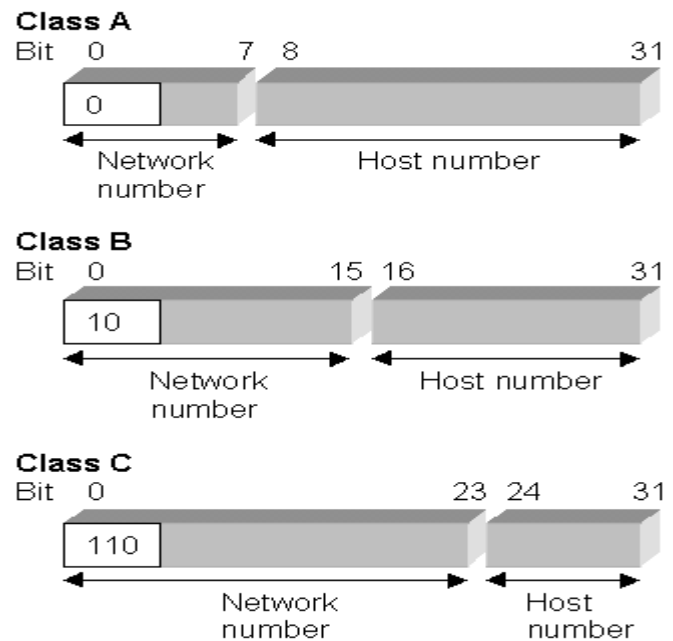 Class A
Bit 0 7 8 31
0
Network Host number
number
Class B
Bit 0 15 16 31
10
Network Host number
number
Class C
Bit 0 23 24 31
110
Network Host
number number